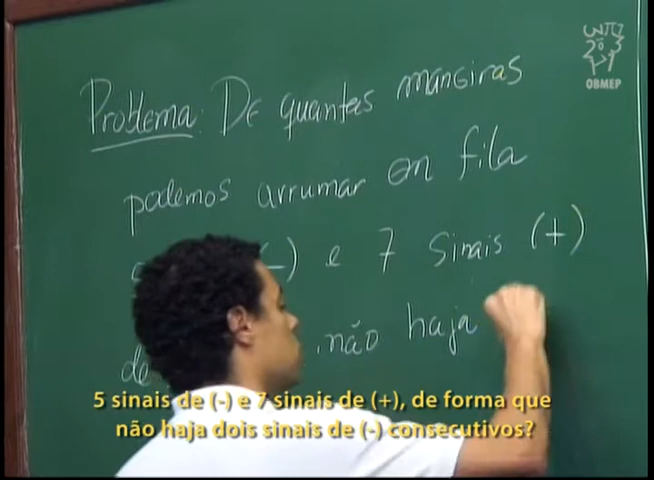 OBMEP
Problema: De quantas maneiras
podemos arrumar em fila
(-) e 7 sinais (+)
de não haja
5 sinais de (-) e 7 sinais de (+), de forma que
não haja dois sinais de (-) consecutivos?